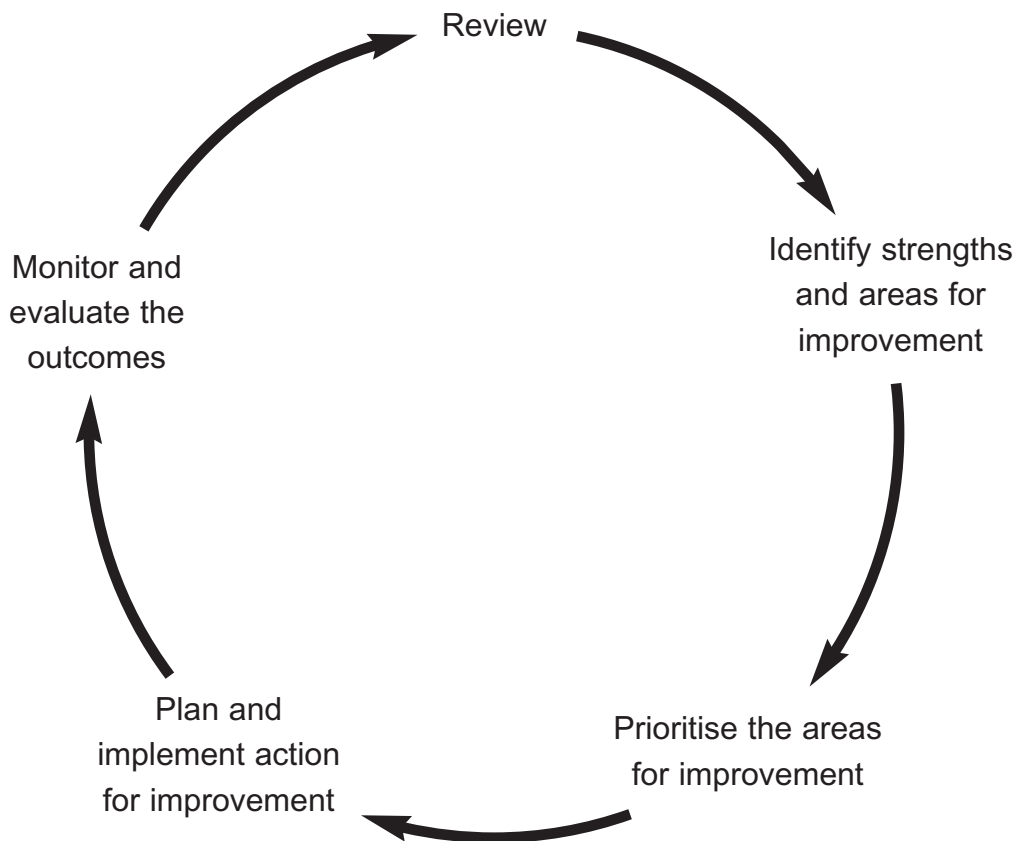 Review
Identify strengths
and areas for
improvement
Prioritise the areas
for improvement
Plan and
implement action
for improvement
Monitor and
evaluate the
outcomes